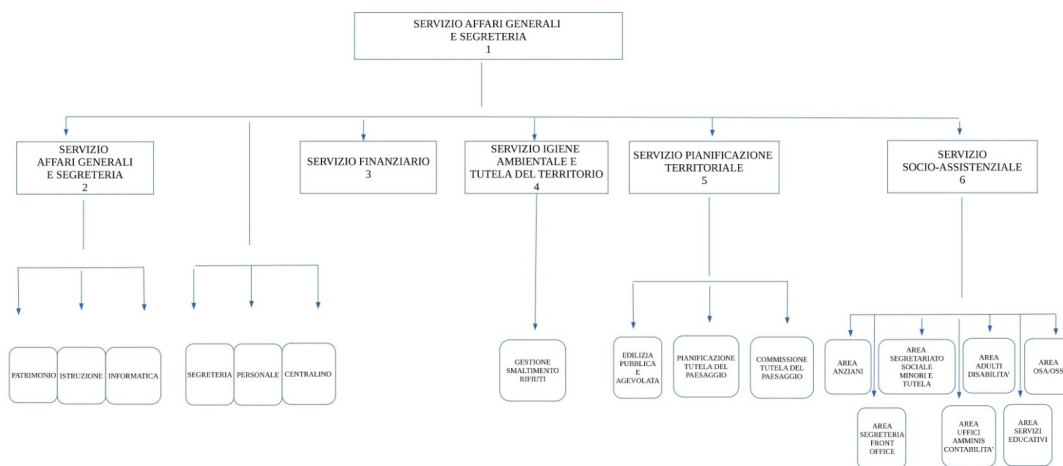 SERVIZIO AFFARI GENERALI
E SEGRETERIA
1
SERVIZIO
AFFARI GENERALI
E SEGRETERIA
2
SERVIZIO FINANZIARIO
3
SERVIZIO IGIENE
AMBIENTALE E
TUTELA DEL TERRITORIO
4
SERVIZIO PIANIFICAZIONE
TERRITORIALE
5
SERVIZIO
SOCIO-ASSISTENZIALE
6
PATRIMONIO
ISTRUZIONE
INFORMATICA
SEGRETERIA
PERSONALE
CENTRALINO
GESTIONE
SMALTIMENTO
RIFIUTI
EDILIZIA
PUBBLICA
E
AGEVOLATA
PIANIFICAZIONE
TUTELA DEL
PAESAGGIO
COMMISSIONE
TUTELA DEL
PAESAGGIO
AREA
ANZIANI
AREA
SEGRETARIATO
SOCIALE
MINORI E
TUTELA
AREA
ADULTI
DISABILITA'
AREA
OSA/OSS
AREA
SEGRETERIA
FRONT
OFFICE
AREA
UFFICI
AMMINIS
CONTABILITA'
AREA
SERVIZI
EDUCATIVI